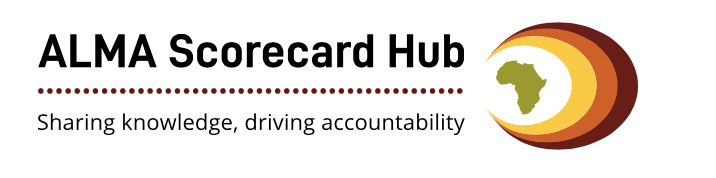 ALMA Scorecard Hub
Sharing knowledge, driving accountability